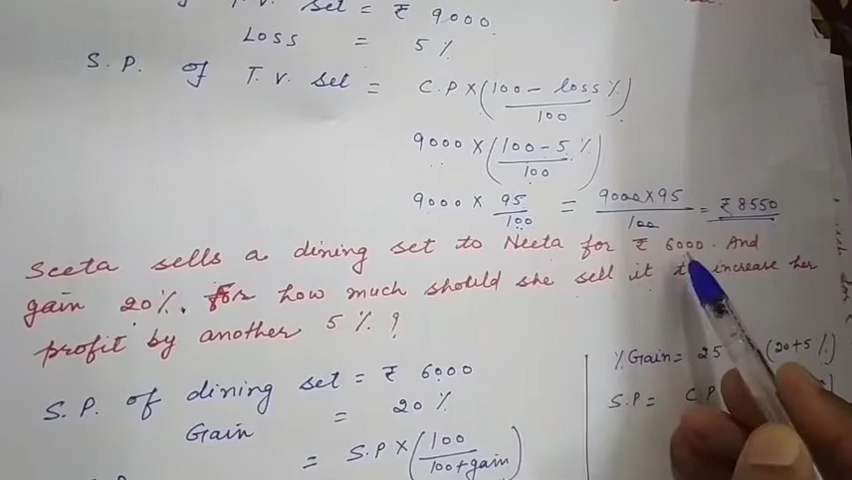 set = ₹ 9000
Loss = 5 %
S.P. of T.V. set = C.P × (100 - loss % / 100)
9000 × (100 - 5 % / 100)
9000 × 95/100 = 9000 × 95 / 100 = ₹ 8550
Seeta sells a dining set to Neeta for ₹ 6000. And
gain 20%. For how much should she sell it to increase her
profit by another 5 % ?
S.P. of dining set = ₹ 6000
Gain = 20 %
= S.P × (100 / 100 + gain)
% Gain = 25 (20+5 %)
S.P = C.P